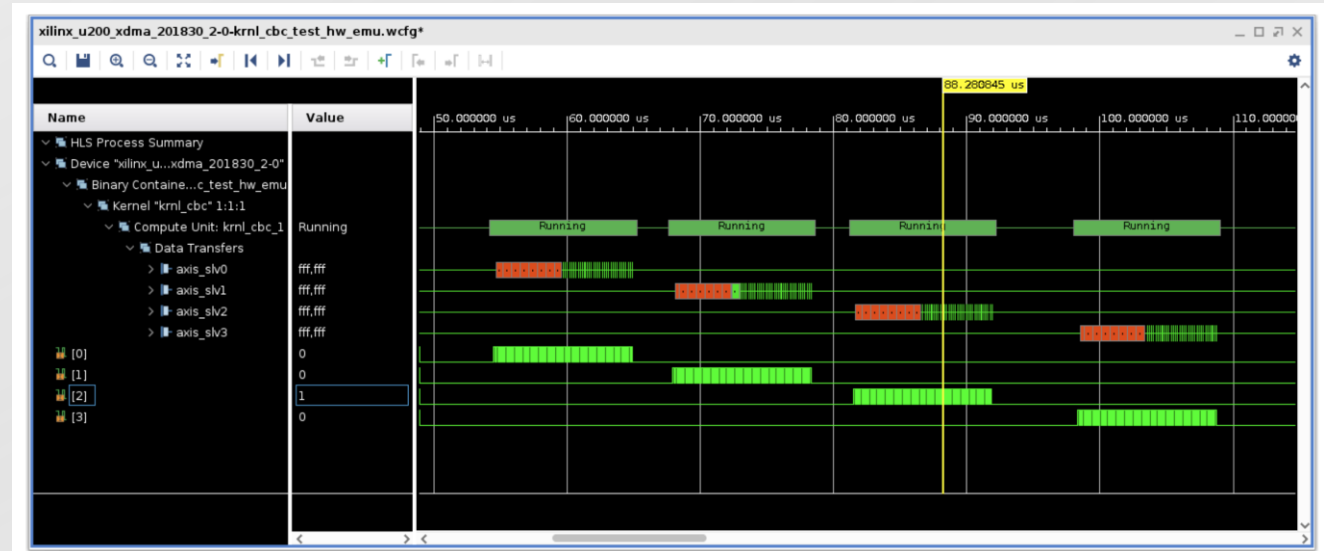 xilinx_u200_xdma_201830_2-0-krnl_cbc_test_hw_emu.wcfg*
88.280845 us
Name Value
50.000000 us 60.000000 us 70.000000 us 80.000000 us 90.000000 us 100.000000 us 110.00000
HLS Process Summary
Device "xilinx_u...xdma_201830_2-0"
Binary Containe...c_test_hw_emu
Kernel "krnl_cbc" 1:1:1
Compute Unit: krnl_cbc_1 Running Running Running Running Running
Data Transfers
axis_slv0 fff,fff
axis_slv1 fff,fff
axis_slv2 fff,fff
axis_slv3 fff,fff
[0] 0
[1] 0
[2] 1
[3] 0